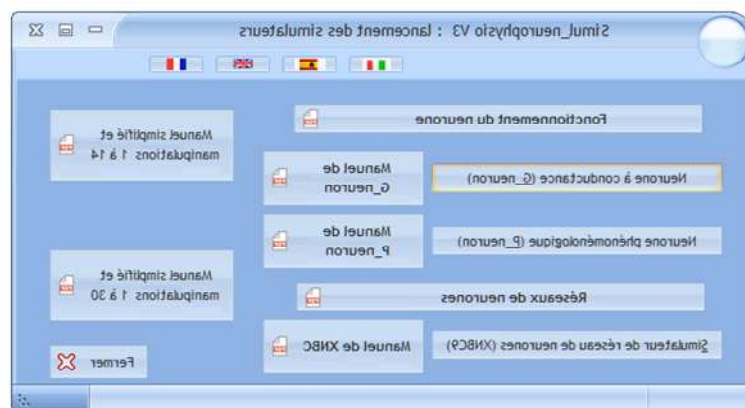 Simul_neurophysio V3 : lancement des simulateurs
Fonctionnement du neurone
Neurone à conductance (G_neuron)
Manuel de
G_neuron
Neurone phénoménologique (P_neuron)
Manuel de
P_neuron
Réseaux de neurones
Simulateur de réseau de neurones (XNBC9)
Manuel de XNBC
Manuel simplifié et
manipulations 1 à 14
Manuel simplifié et
manipulations 1 à 30
Fermer